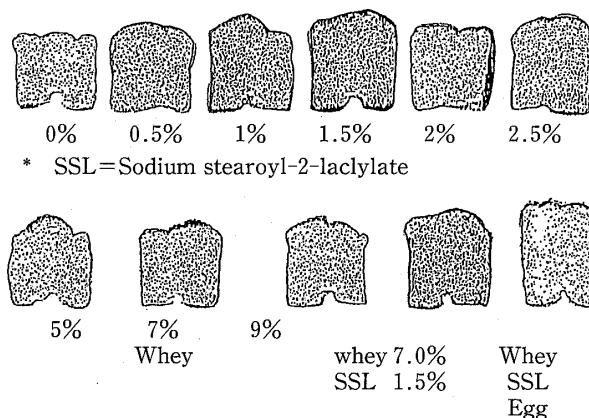 0% 0.5% 1% 1.5% 2% 2.5%
* SSL=Sodium stearoyl-2-laclylate
5% 7% 9%
Whey whey 7.0% Whey
SSL 1.5% SSL
Egg